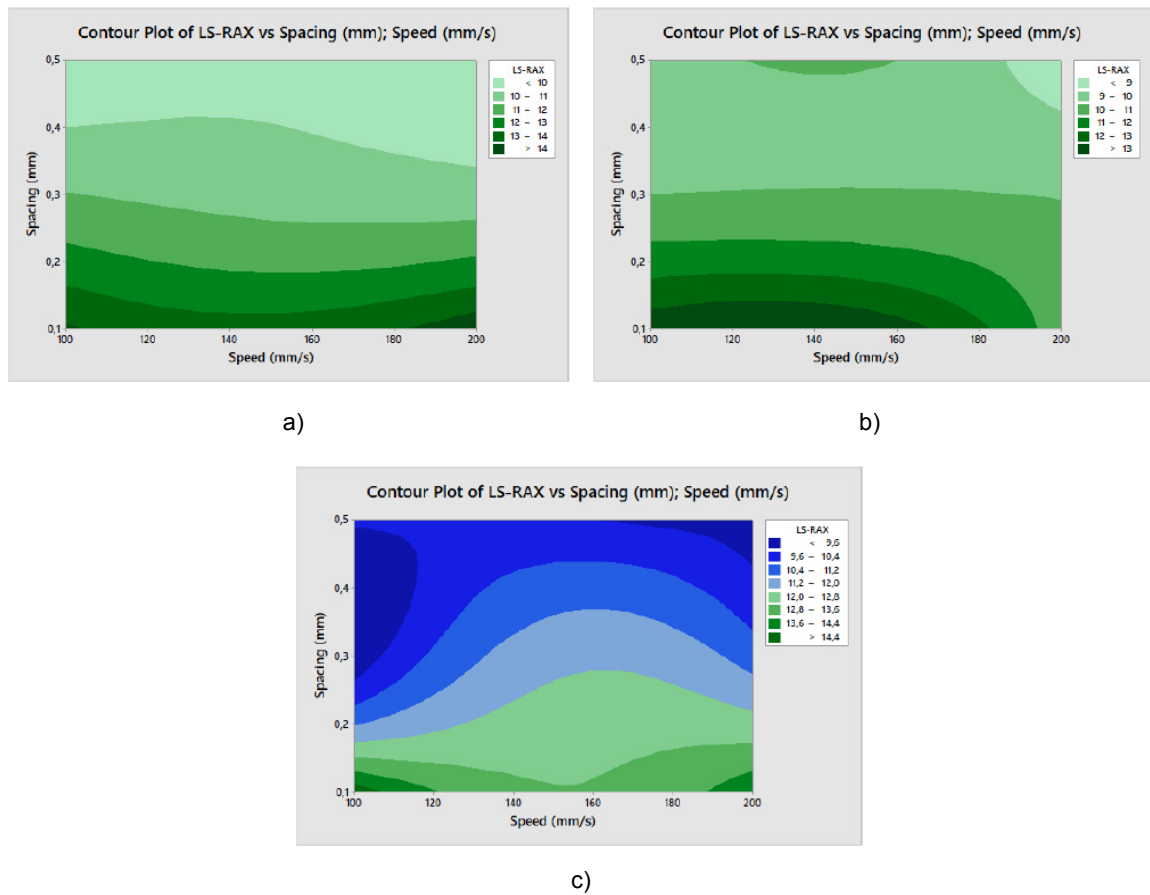 Contour Plot of LS-RAX vs Spacing (mm); Speed (mm/s)
LS-RAX
< 10
10 – 11
11 – 12
12 – 13
13 – 14
> 14
Spacing (mm)
0,5
0,4
0,3
0,2
0,1
100 120 140 160 180 200
Speed (mm/s)
a)
Contour Plot of LS-RAX vs Spacing (mm); Speed (mm/s)
LS-RAX
< 9
9 – 10
10 – 11
11 – 12
12 – 13
> 13
Spacing (mm)
0,5
0,4
0,3
0,2
0,1
100 120 140 160 180 200
Speed (mm/s)
b)
Contour Plot of LS-RAX vs Spacing (mm); Speed (mm/s)
LS-RAX
< 9,6
9,6 – 10,4
10,4 – 11,2
11,2 – 12,0
12,0 – 12,8
12,8 – 13,6
13,6 – 14,4
> 14,4
Spacing (mm)
0,5
0,4
0,3
0,2
0,1
100 120 140 160 180 200
Speed (mm/s)
c)